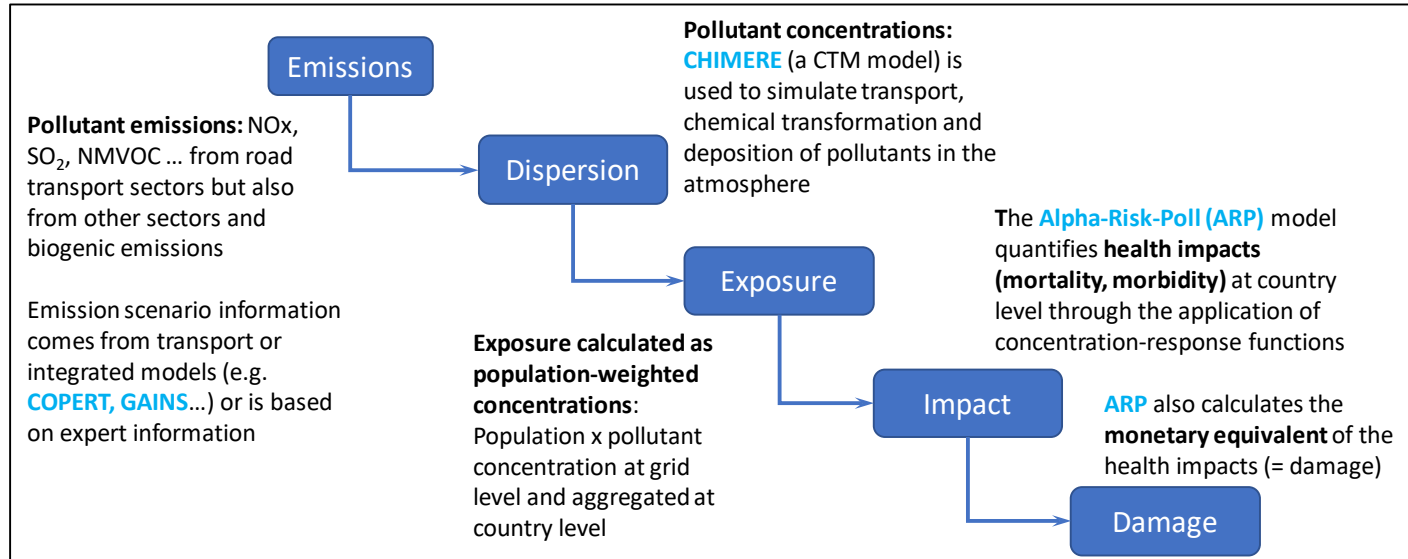 Emissions
Pollutant emissions: NOx,
SO₂, NMVOC ... from road
transport sectors but also
from other sectors and
biogenic emissions
Emission scenario information
comes from transport or
integrated models (e.g.
COPERT, GAINS...) or is based
on expert information
Pollutant concentrations:
CHIMERE (a CTM model) is
used to simulate transport,
chemical transformation and
deposition of pollutants in the
atmosphere
Dispersion
Exposure
Exposure calculated as
population-weighted
concentrations:
Population x pollutant
concentration at grid
level and aggregated at
country level
The Alpha-Risk-Poll (ARP) model
quantifies health impacts
(mortality, morbidity) at country
level through the application of
concentration-response functions
Impact
ARP also calculates the
monetary equivalent of the
health impacts (= damage)
Damage